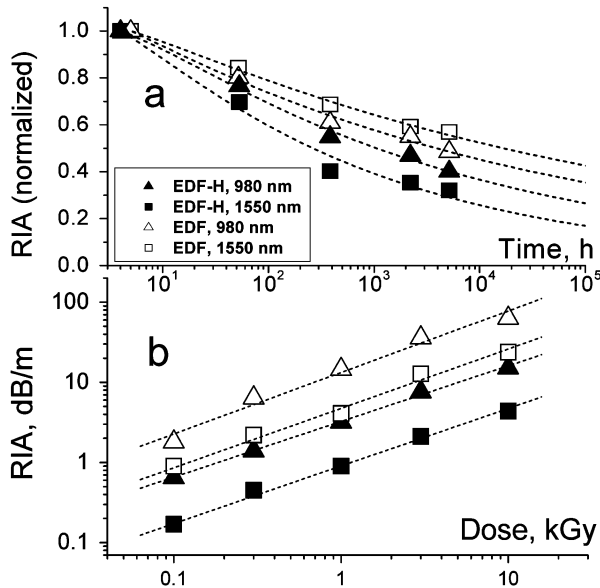 1.0
0.8
0.6
0.4
0.2
0.0
RIA (normalized)
a
EDF-H, 980 nm
EDF-H, 1550 nm
EDF, 980 nm
EDF, 1550 nm
Time, h
10¹ 10² 10³ 10⁴ 10⁵
100
10
1
0.1
RIA, dB/m
b
Dose, kGy
0.1 1 10